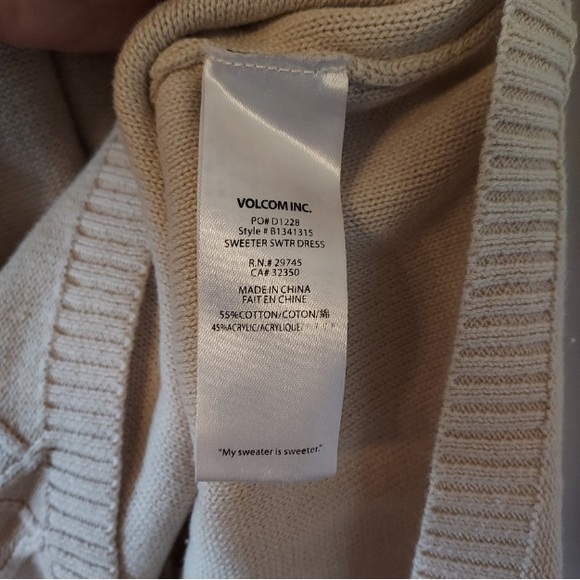 VOLCOM INC.
PO# D1228
Style # B1341315
SWEETER SWTR DRESS
R.N.# 29745
CA# 32350
MADE IN CHINA
FAIT EN CHINE
55%COTTON/COTON/綿
45%ACRYLIC/ACRYLIQUE/
"My sweater is sweeter."